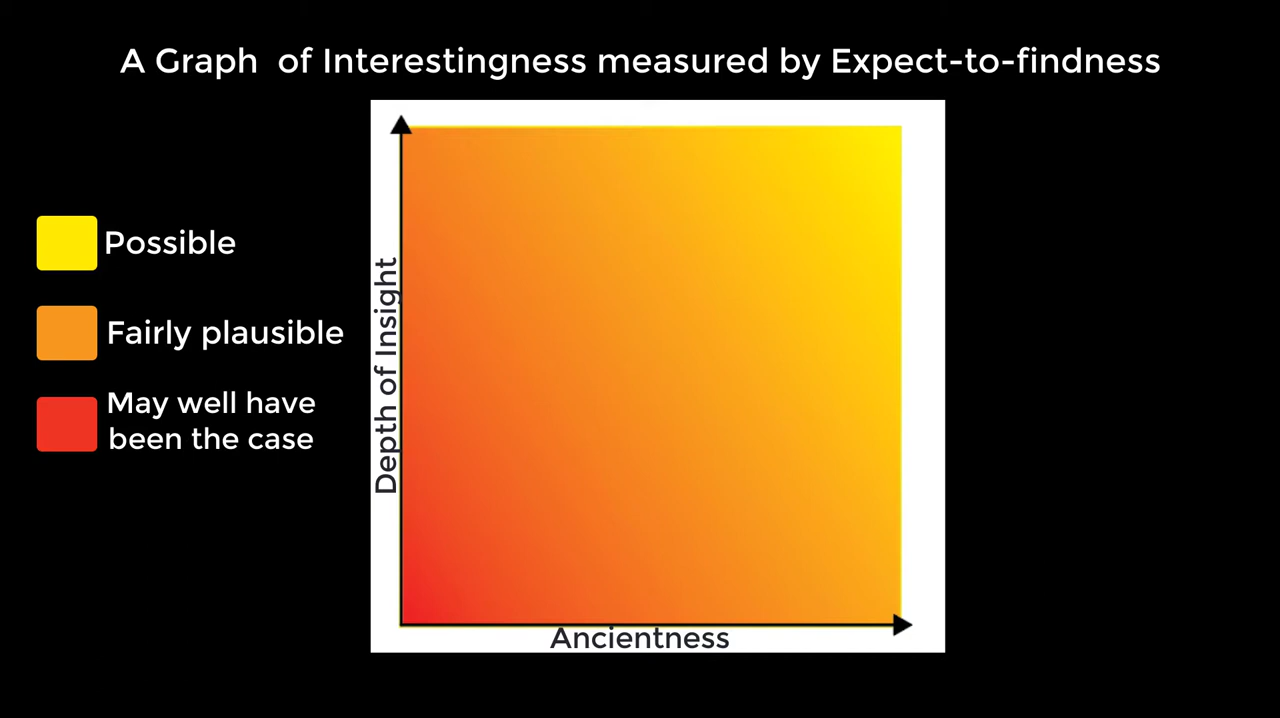 A Graph of Interestingness measured by Expect-to-findness
Possible
Fairly plausible
May well have
been the case
Depth of Insight
Ancientness